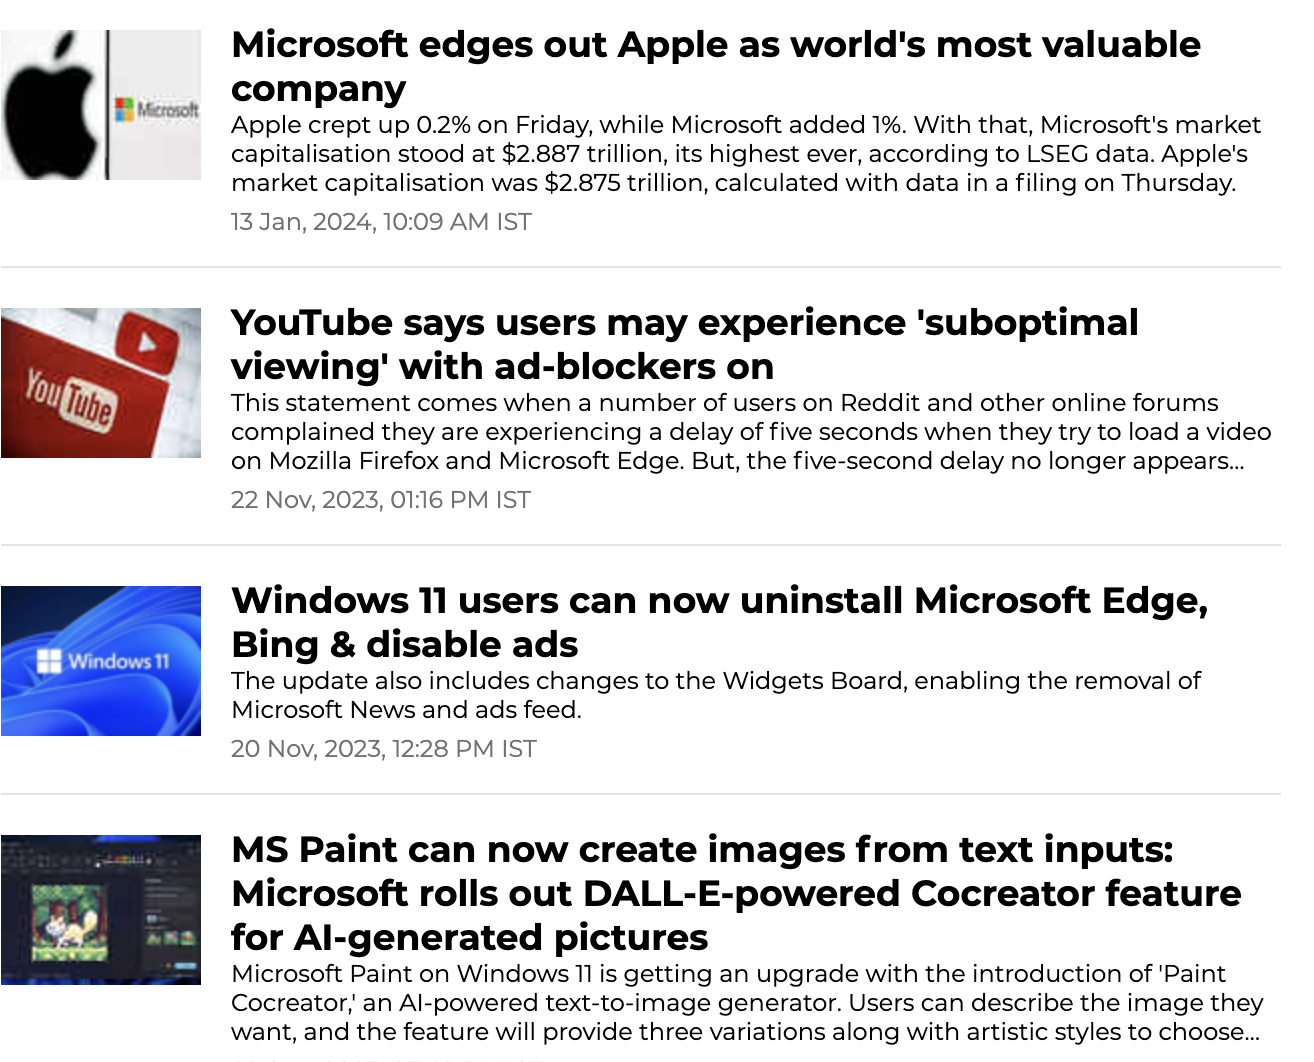 Microsoft edges out Apple as world's most valuable
company
Microsoft
Apple crept up 0.2% on Friday, while Microsoft added 1%. With that, Microsoft's market
capitalisation stood at $2.887 trillion, its highest ever, according to LSEG data. Apple's
market capitalisation was $2.875 trillion, calculated with data in a filing on Thursday.
13 Jan, 2024, 10:09 AM IST
YouTube says users may experience 'suboptimal
viewing' with ad-blockers on
YouTube
This statement comes when a number of users on Reddit and other online forums
complained they are experiencing a delay of five seconds when they try to load a video
on Mozilla Firefox and Microsoft Edge. But, the five-second delay no longer appears...
22 Nov, 2023, 01:16 PM IST
Windows 11 users can now uninstall Microsoft Edge,
Bing & disable ads
Windows 11
The update also includes changes to the Widgets Board, enabling the removal of
Microsoft News and ads feed.
20 Nov, 2023, 12:28 PM IST
MS Paint can now create images from text inputs:
Microsoft rolls out DALL-E-powered Cocreator feature
for AI-generated pictures
Microsoft Paint on Windows 11 is getting an upgrade with the introduction of 'Paint
Cocreator,' an AI-powered text-to-image generator. Users can describe the image they
want, and the feature will provide three variations along with artistic styles to choose...